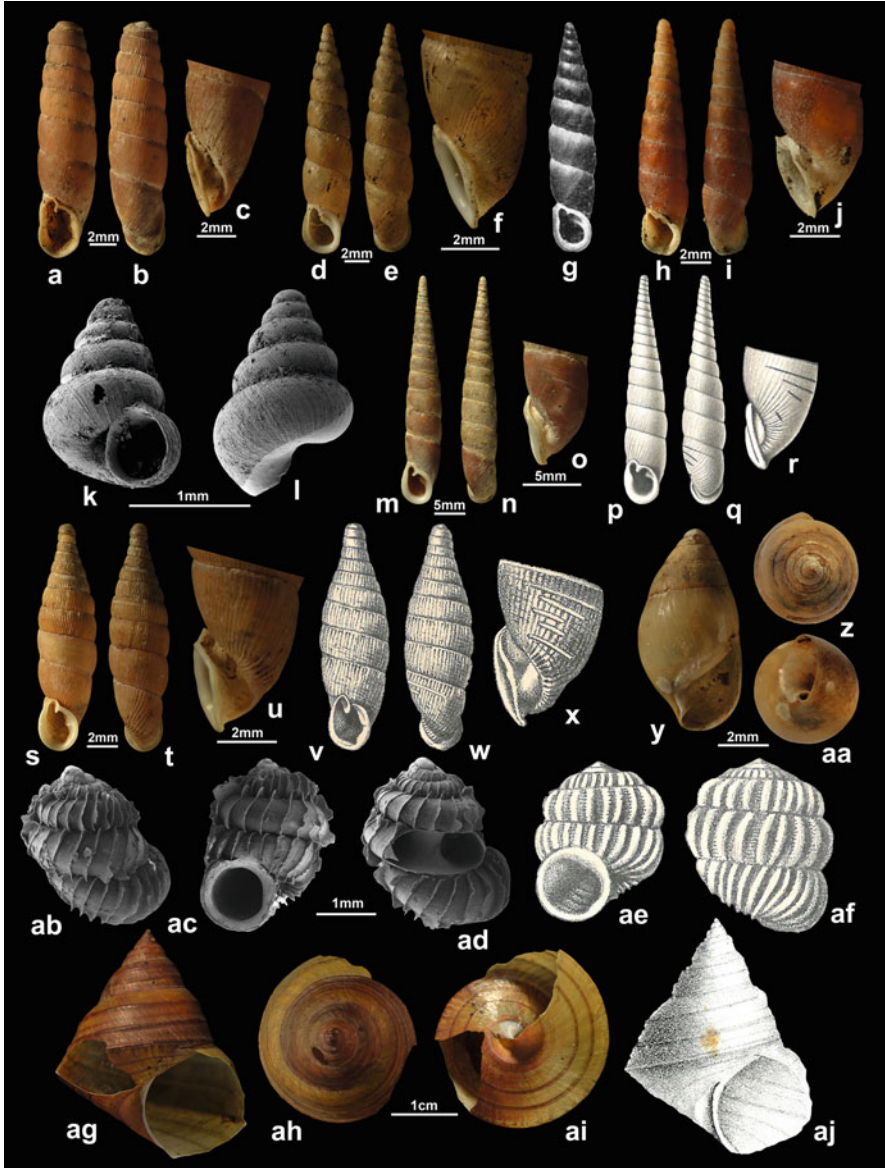 a 2mm b 2mm c
d 2mm e 2mm f
g
h 2mm i 2mm j
k 1mm l
m 5mm n 5mm o
p q r
s 2mm t 2mm u
v w x
y 2mm z aa
ab ac 1mm ad ae af
ag ah 1cm ai aj